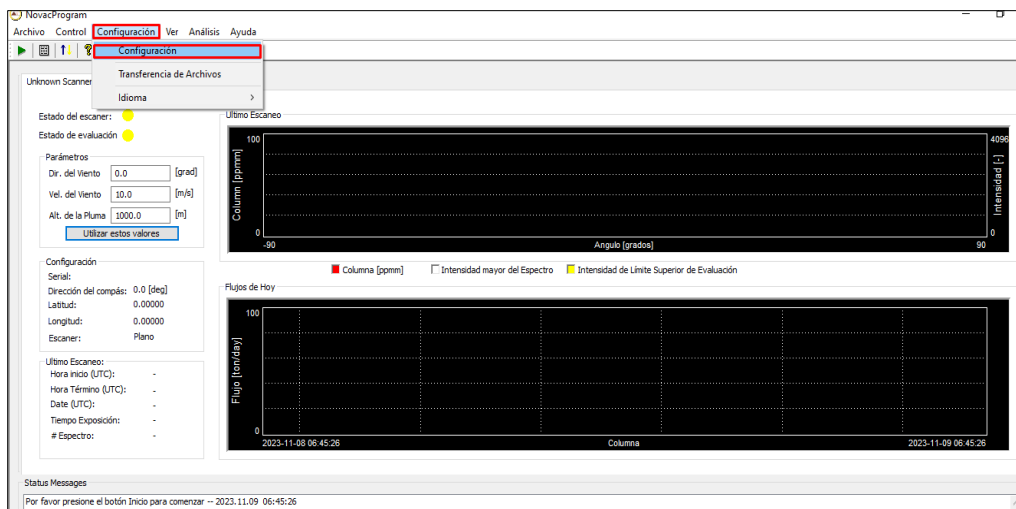 NovacProgram
Archivo Control Configuración Ver Análisis Ayuda
Configuración
Transferencia de Archivos
Idioma
Unknown Scanner
Estado del escaner:
Estado de evaluación
Parámetros
Dir. del Viento 0.0 [grad]
Vel. del Viento 10.0 [m/s]
Alt. de la Pluma 1000.0 [m]
Utilizar estos valores
Configuración
Serial:
Dirección del compás: 0.0 [deg]
Latitud: 0.00000
Longitud: 0.00000
Escaner: Plano
Ultimo Escaneo:
Hora inicio (UTC): -
Hora Término (UTC): -
Date (UTC): -
Tiempo Exposición: -
# Espectro: -
Ultimo Escaneo
100
Column [ppmm]
0
-90
Angulo [grados]
90
4096
Intensidad [-]
0
Columna [ppmm] Intensidad mayor del Espectro Intensidad de Límite Superior de Evaluación
Flujos de Hoy
100
Flujo [ton/day]
0
2023-11-08 06:45:26
Columna
2023-11-09 06:45:26
Status Messages
Por favor presione el botón Inicio para comenzar -- 2023.11.09 06:45:26